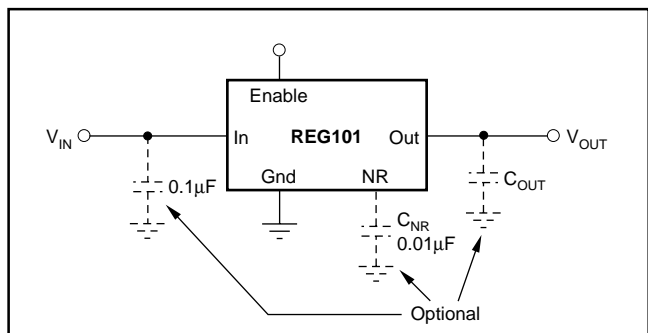 Enable
V_IN
In
REG101
Out
V_OUT
Gnd
NR
0.1µF
C_NR
0.01µF
C_OUT
Optional